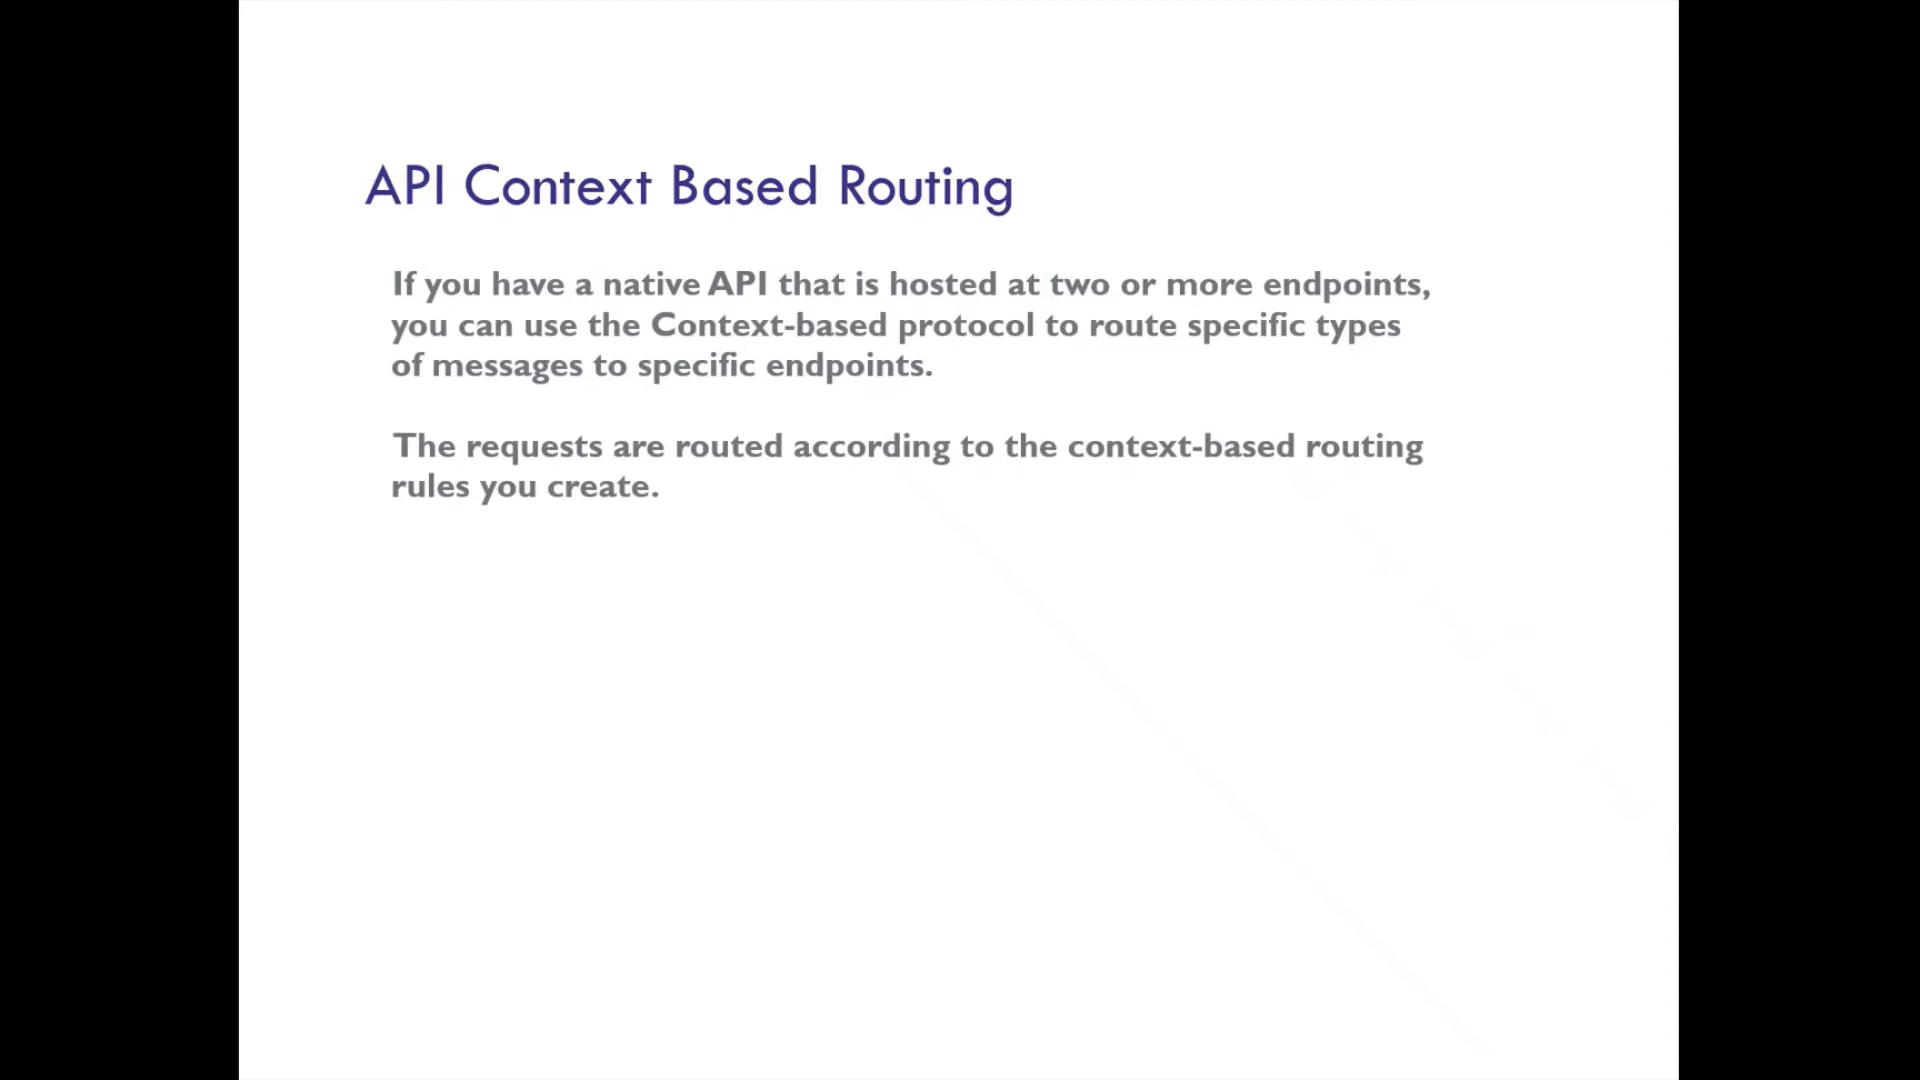 API Context Based Routing
If you have a native API that is hosted at two or more endpoints,
you can use the Context-based protocol to route specific types
of messages to specific endpoints.
The requests are routed according to the context-based routing
rules you create.